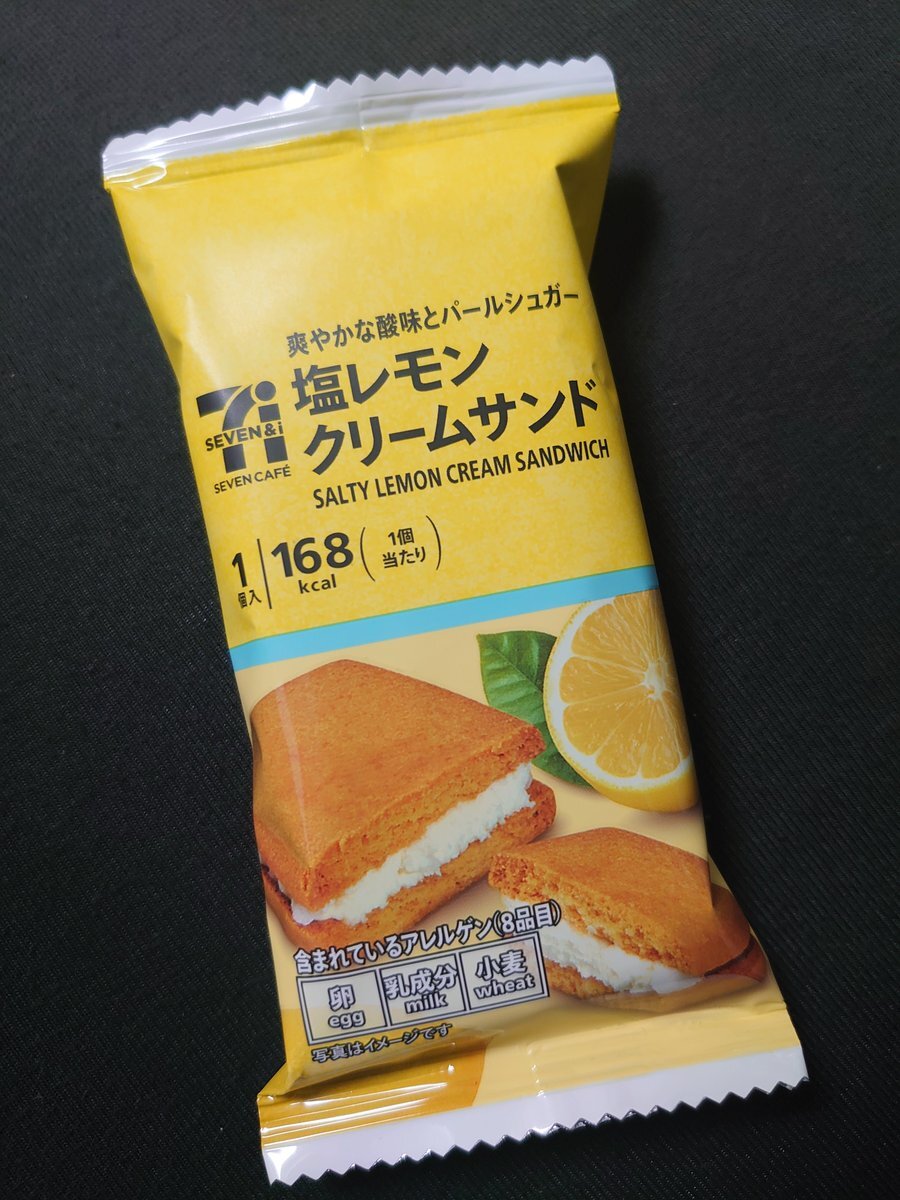 爽やかな酸味とパールシュガー
塩レモン
クリームサンド
SALTY LEMON CREAM SANDWICH
7i
SEVEN&i
SEVEN CAFÉ
1個入
168kcal
(1個当たり)
含まれているアレルゲン(8品目)
卵 乳成分 小麦
egg milk wheat
写真はイメージです